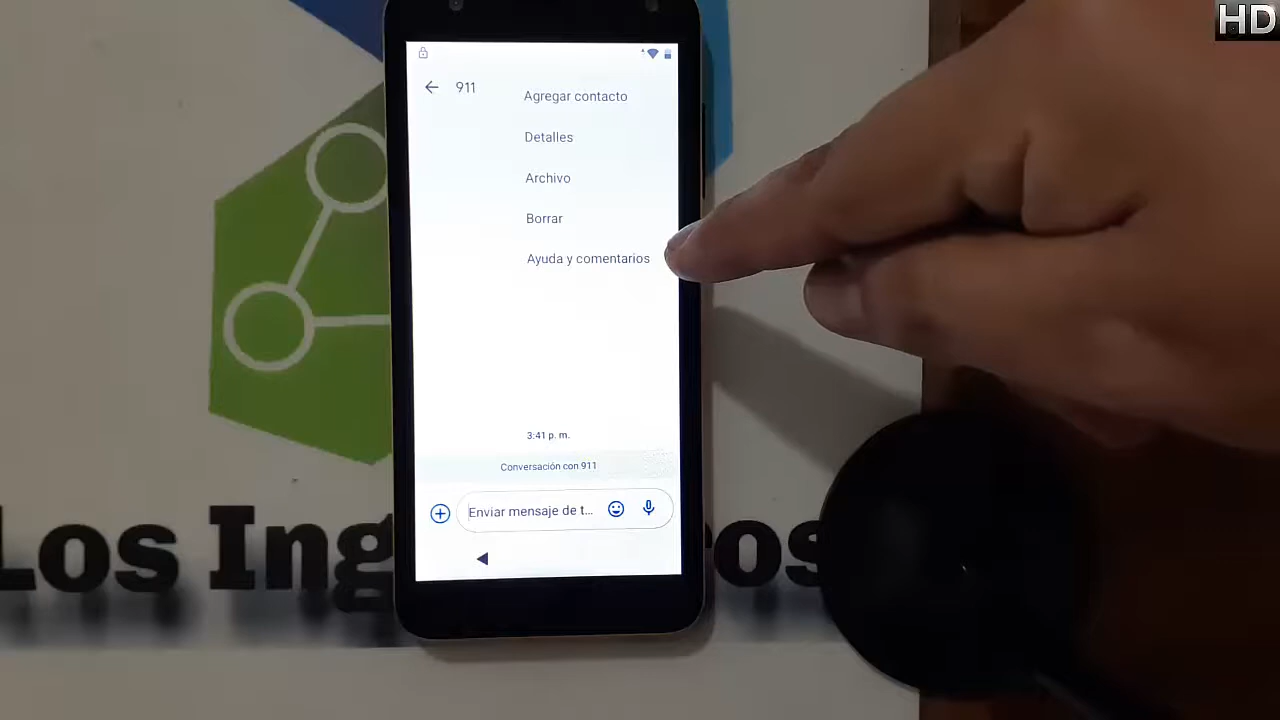 HD
911
Agregar contacto
Detalles
Archivo
Borrar
Ayuda y comentarios
3:41 p. m.
Conversación con 911
Enviar mensaje de t...
Los Ing
ros